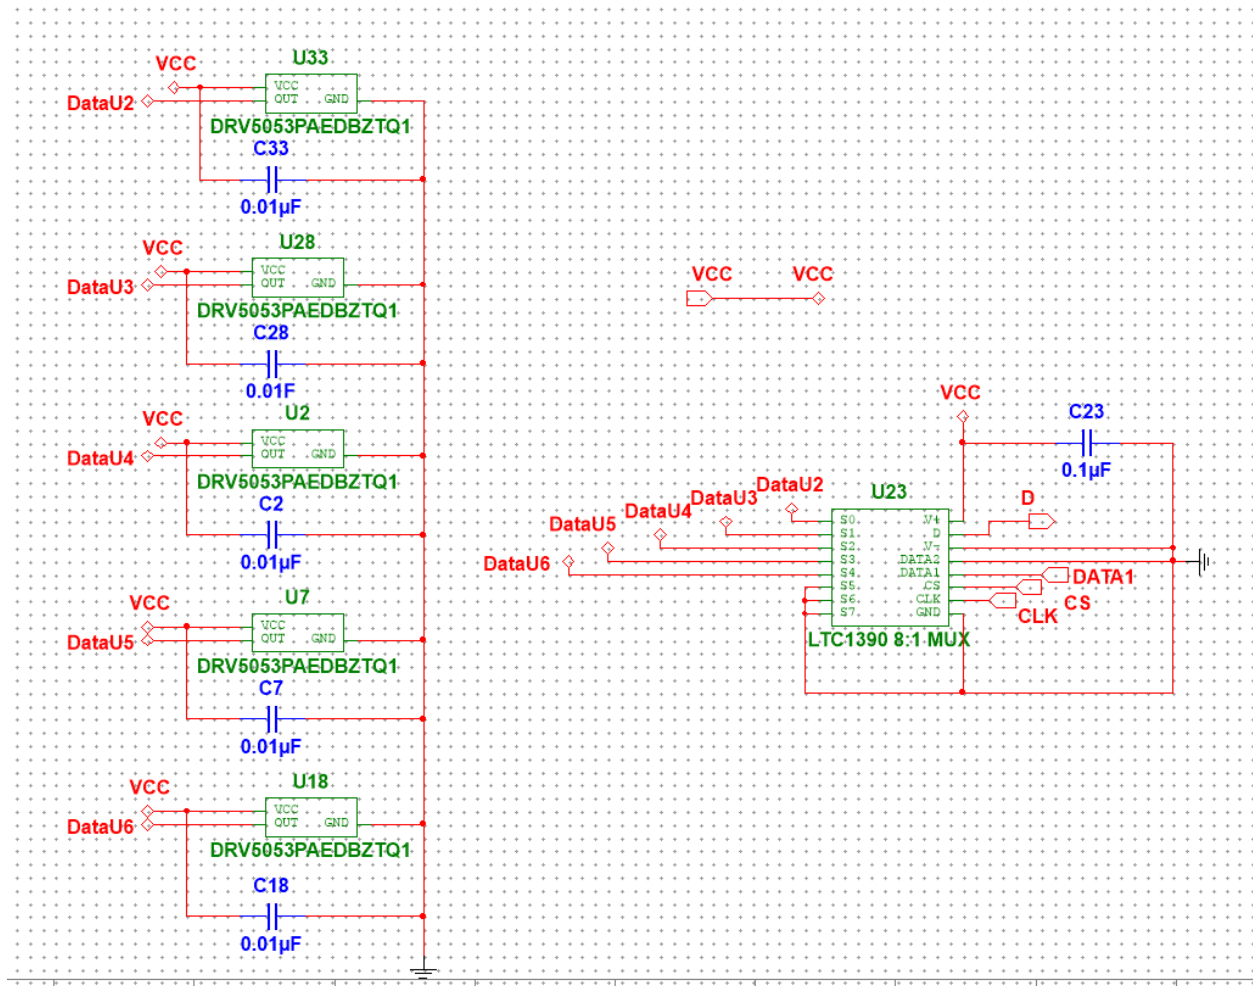 U33
VCC
VCC
DataU2
OUT
GND
DRV5053PAEDBZTQ1
C33
0.01µF
U28
VCC
VCC
DataU3
OUT
GND
DRV5053PAEDBZTQ1
C28
0.01F
U2
VCC
VCC
DataU4
OUT
GND
DRV5053PAEDBZTQ1
C2
0.01µF
U7
VCC
VCC
DataU5
OUT
GND
DRV5053PAEDBZTQ1
C7
0.01µF
U18
VCC
VCC
DataU6
OUT
GND
DRV5053PAEDBZTQ1
C18
0.01µF
VCC
VCC
VCC
C23
0.1µF
DataU2
DataU3
DataU4
DataU5
DataU6
U23
D
S0
V+
S1
D
S2
V-
S3
DATA2
S4
DATA1
S5
CS
S6
CLK
S7
GND
DATA1
CS
CLK
LTC1390 8:1 MUX